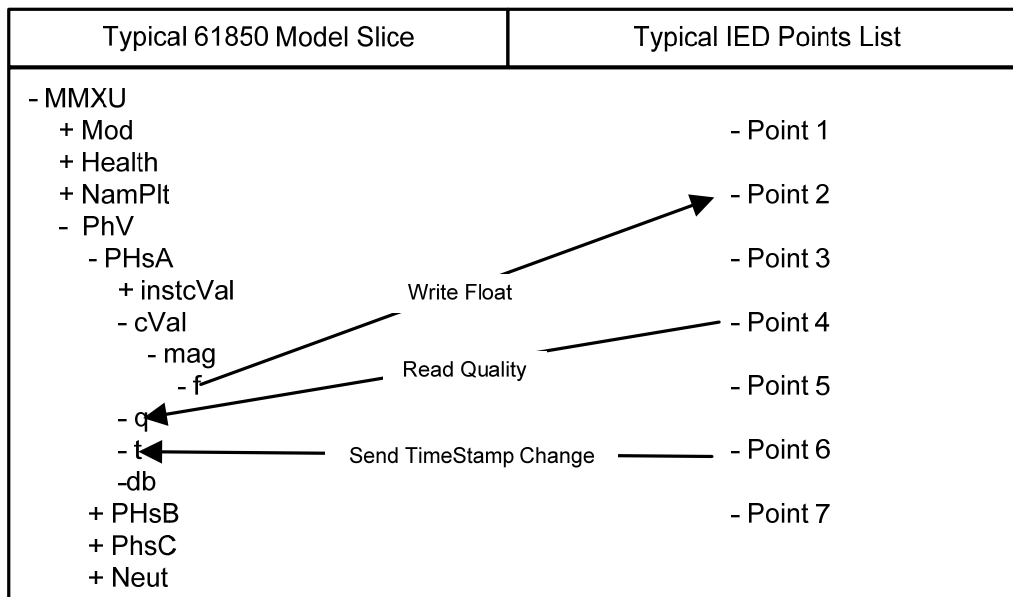 Typical 61850 Model Slice
Typical IED Points List
- MMXU
+ Mod
+ Health
+ NamPlt
- PhV
- PHsA
+ instcVal
- cVal
- mag
- f
- q
- t
-db
+ PHsB
+ PhsC
+ Neut
Write Float
Read Quality
Send TimeStamp Change
- Point 1
- Point 2
- Point 3
- Point 4
- Point 5
- Point 6
- Point 7